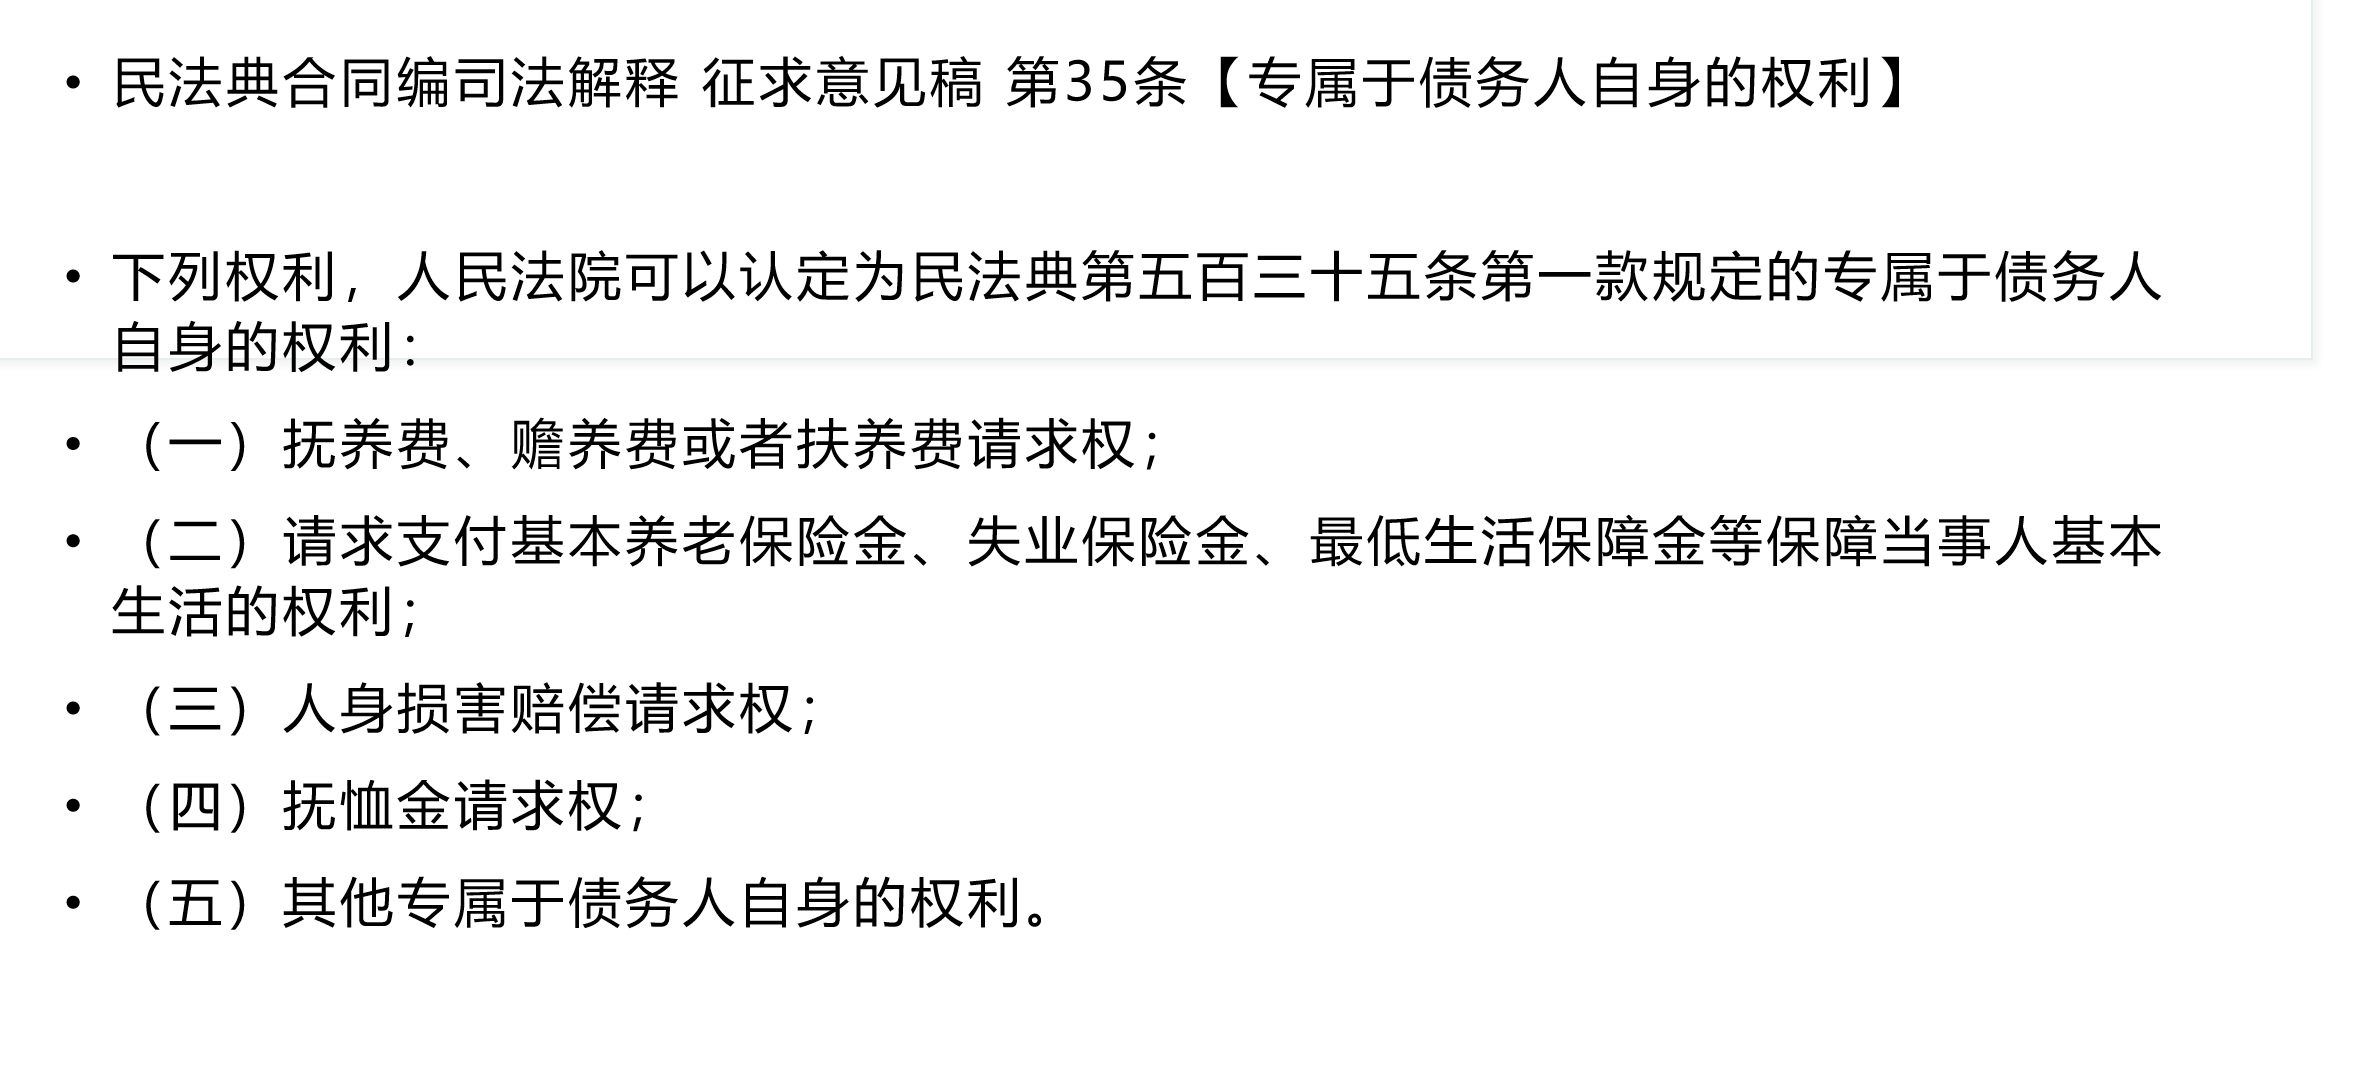 • 民法典合同编司法解释 征求意见稿 第35条【专属于债务人自身的权利】
• 下列权利，人民法院可以认定为民法典第五百三十五条第一款规定的专属于债务人
自身的权利：
• （一）抚养费、赡养费或者扶养费请求权；
• （二）请求支付基本养老保险金、失业保险金、最低生活保障金等保障当事人基本
生活的权利；
• （三）人身损害赔偿请求权；
• （四）抚恤金请求权；
• （五）其他专属于债务人自身的权利。